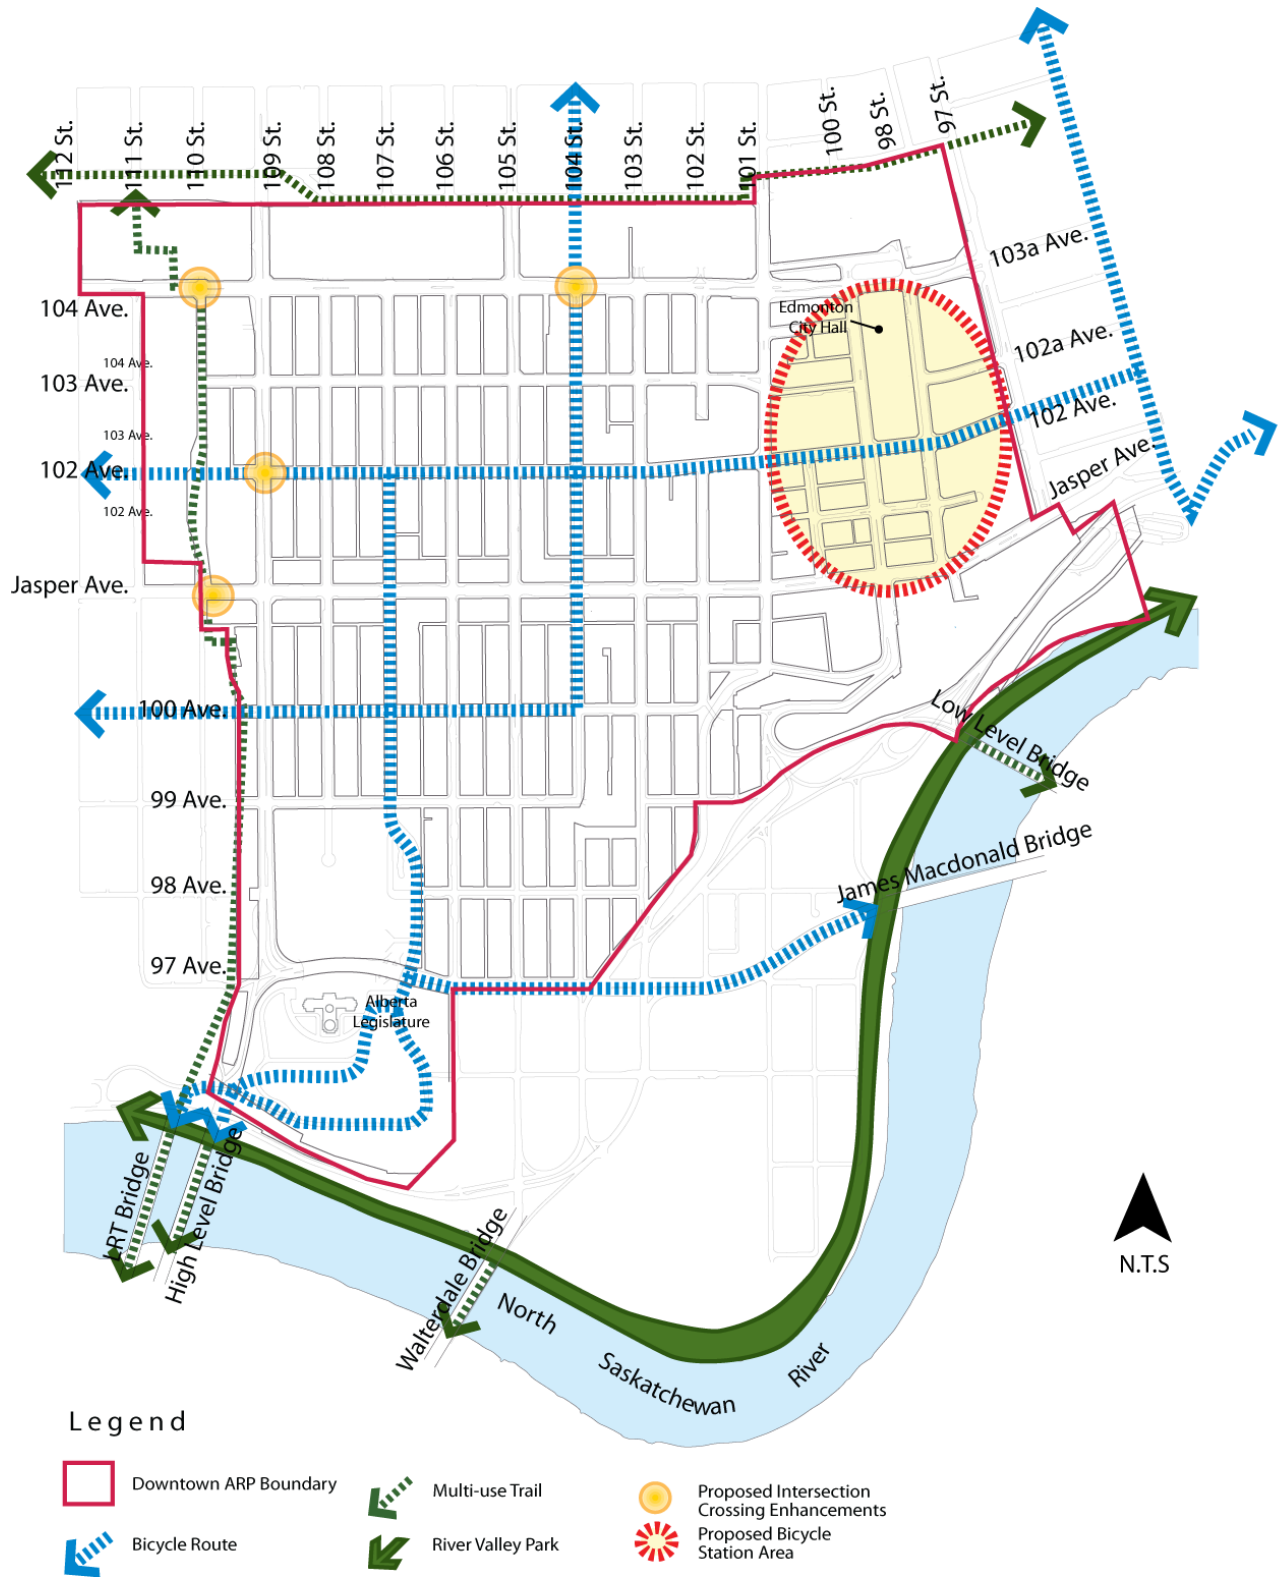 112 St.
111 St.
110 St.
109 St.
108 St.
107 St.
106 St.
105 St.
104 St.
103 St.
102 St.
101 St.
100 St.
98 St.
97 St.
103a Ave.
104 Ave.
Edmonton
City Hall
102a Ave.
104 Ave.
103 Ave.
102 Ave.
103 Ave.
102 Ave.
Jasper Ave.
102 Ave.
Jasper Ave.
100 Ave.
Low Level Bridge
99 Ave.
James Macdonald Bridge
98 Ave.
97 Ave.
Alberta
Legislature
LRT Bridge
High Level Bridge
Walterdale Bridge
North
Saskatchewan
River
N.T.S
Legend
Downtown ARP Boundary
Bicycle Route
Multi-use Trail
River Valley Park
Proposed Intersection
Crossing Enhancements
Proposed Bicycle
Station Area